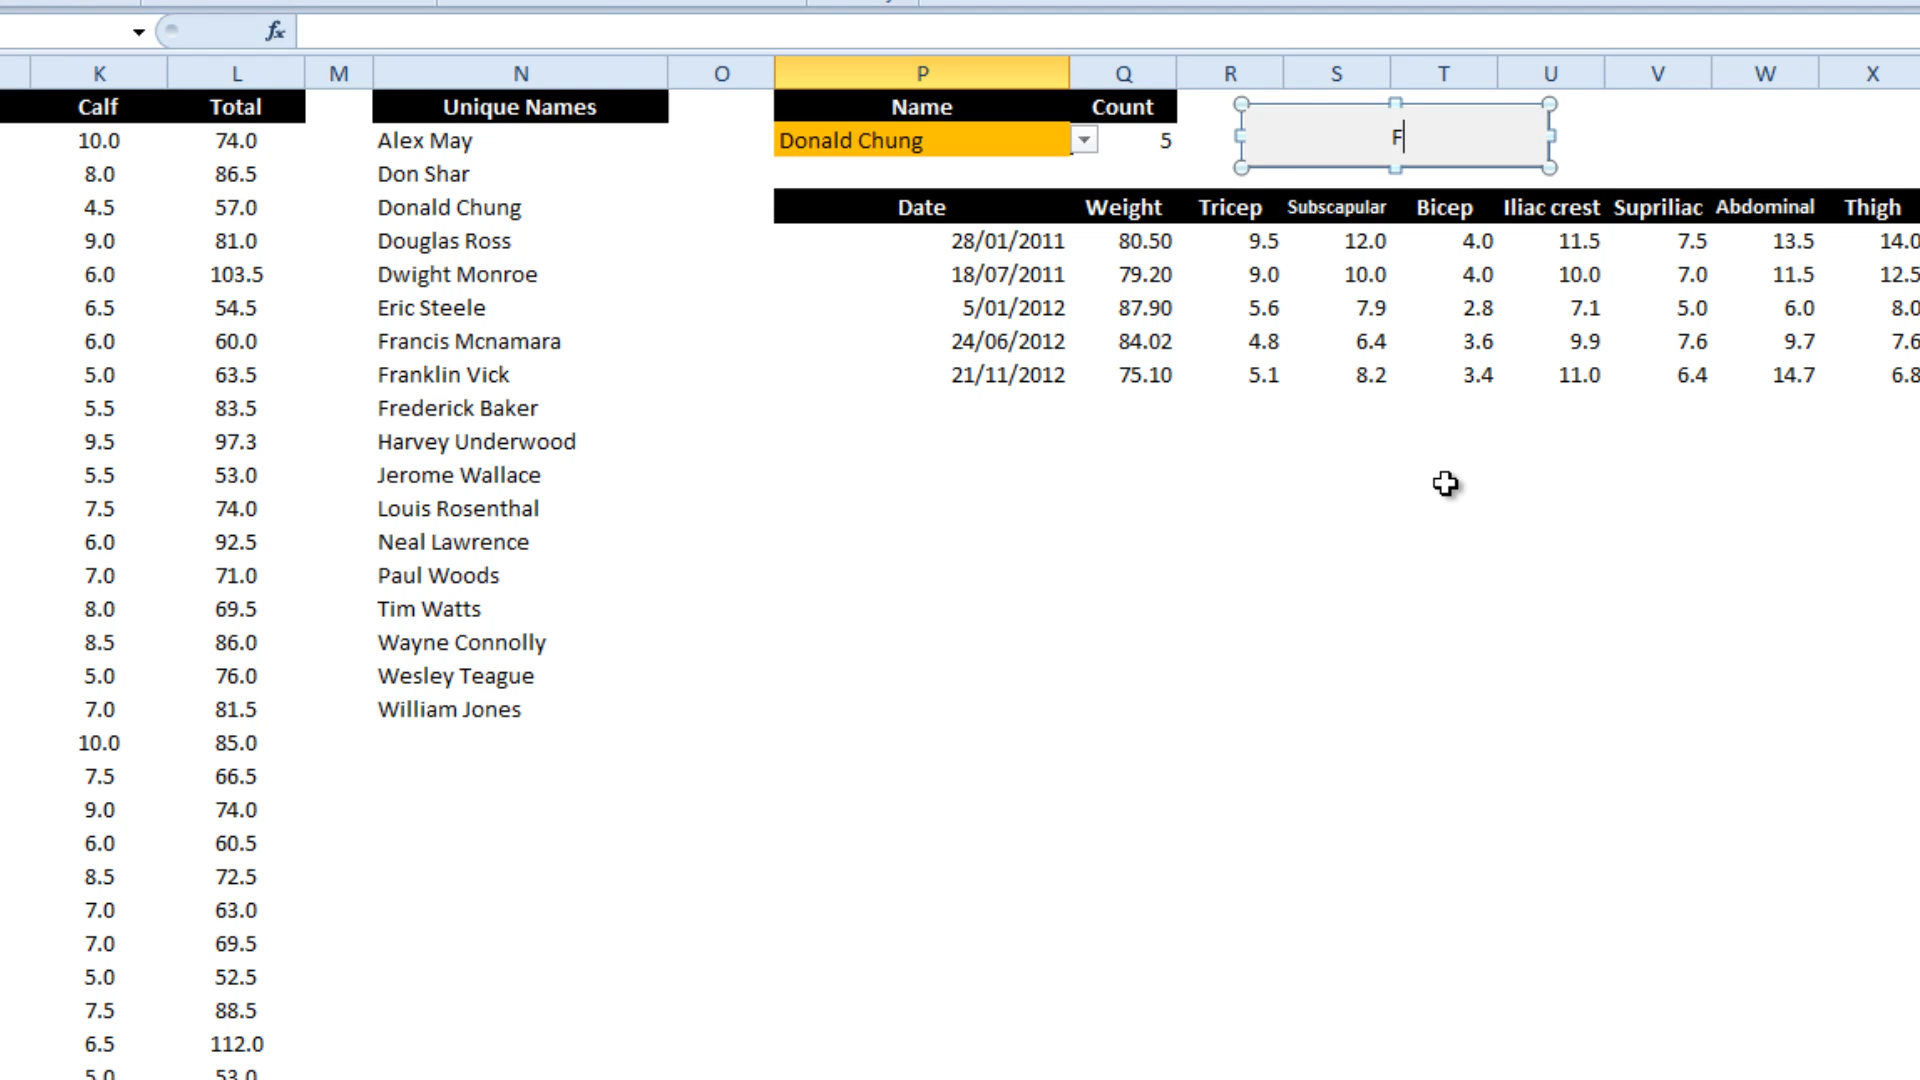 fx
K L M N O P Q R S T U V W X
Calf Total Unique Names Name Count
10.0 74.0 Alex May Donald Chung 5 F
8.0 86.5 Don Shar
4.5 57.0 Donald Chung Date Weight Tricep Subscapular Bicep Iliac crest Supriliac Abdominal Thigh
9.0 81.0 Douglas Ross 28/01/2011 80.50 9.5 12.0 4.0 11.5 7.5 13.5 14.0
6.0 103.5 Dwight Monroe 18/07/2011 79.20 9.0 10.0 4.0 10.0 7.0 11.5 12.5
6.5 54.5 Eric Steele 5/01/2012 87.90 5.6 7.9 2.8 7.1 5.0 6.0 8.0
6.0 60.0 Francis Mcnamara 24/06/2012 84.02 4.8 6.4 3.6 9.9 7.6 9.7 7.6
5.0 63.5 Franklin Vick 21/11/2012 75.10 5.1 8.2 3.4 11.0 6.4 14.7 6.8
5.5 83.5 Frederick Baker
9.5 97.3 Harvey Underwood
5.5 53.0 Jerome Wallace
7.5 74.0 Louis Rosenthal
6.0 92.5 Neal Lawrence
7.0 71.0 Paul Woods
8.0 69.5 Tim Watts
8.5 86.0 Wayne Connolly
5.0 76.0 Wesley Teague
7.0 81.5 William Jones
10.0 85.0
7.5 66.5
9.0 74.0
6.0 60.5
8.5 72.5
7.0 63.0
7.0 69.5
5.0 52.5
7.5 88.5
6.5 112.0
5.0 53.0